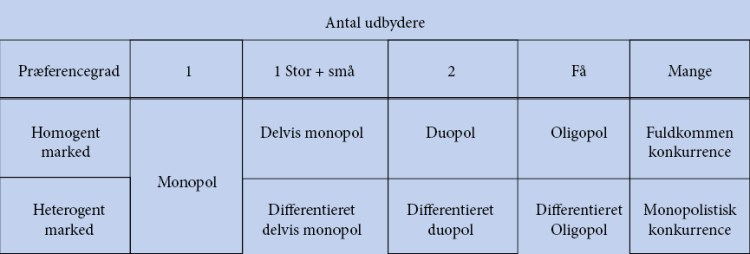 Antal udbydere
Præferencegrad 1 1 Stor + små 2 Få Mange
Homogent marked Monopol Delvis monopol Duopol Oligopol Fuldkommen konkurrence
Heterogent marked Differentieret delvis monopol Differentieret duopol Differentieret Oligopol Monopolistisk konkurrence